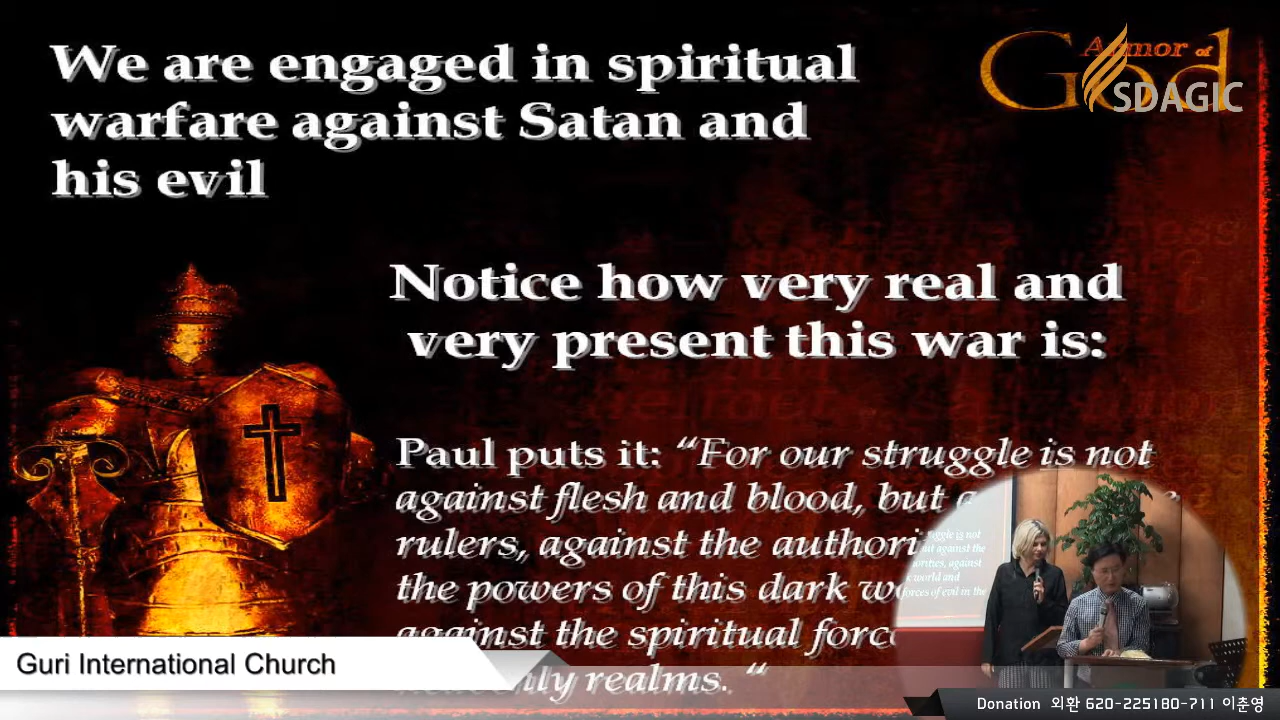 We are engaged in spiritual
warfare against Satan and
his evil
Armor of
God
SDAGIC
Notice how very real and
very present this war is:
Paul puts it: “For our struggle is not
against flesh and blood, but
rulers, against the
the powers of this dark
against the spiritual
realms. “
Guri International Church
Donation 외환 620-225180-711 이춘영